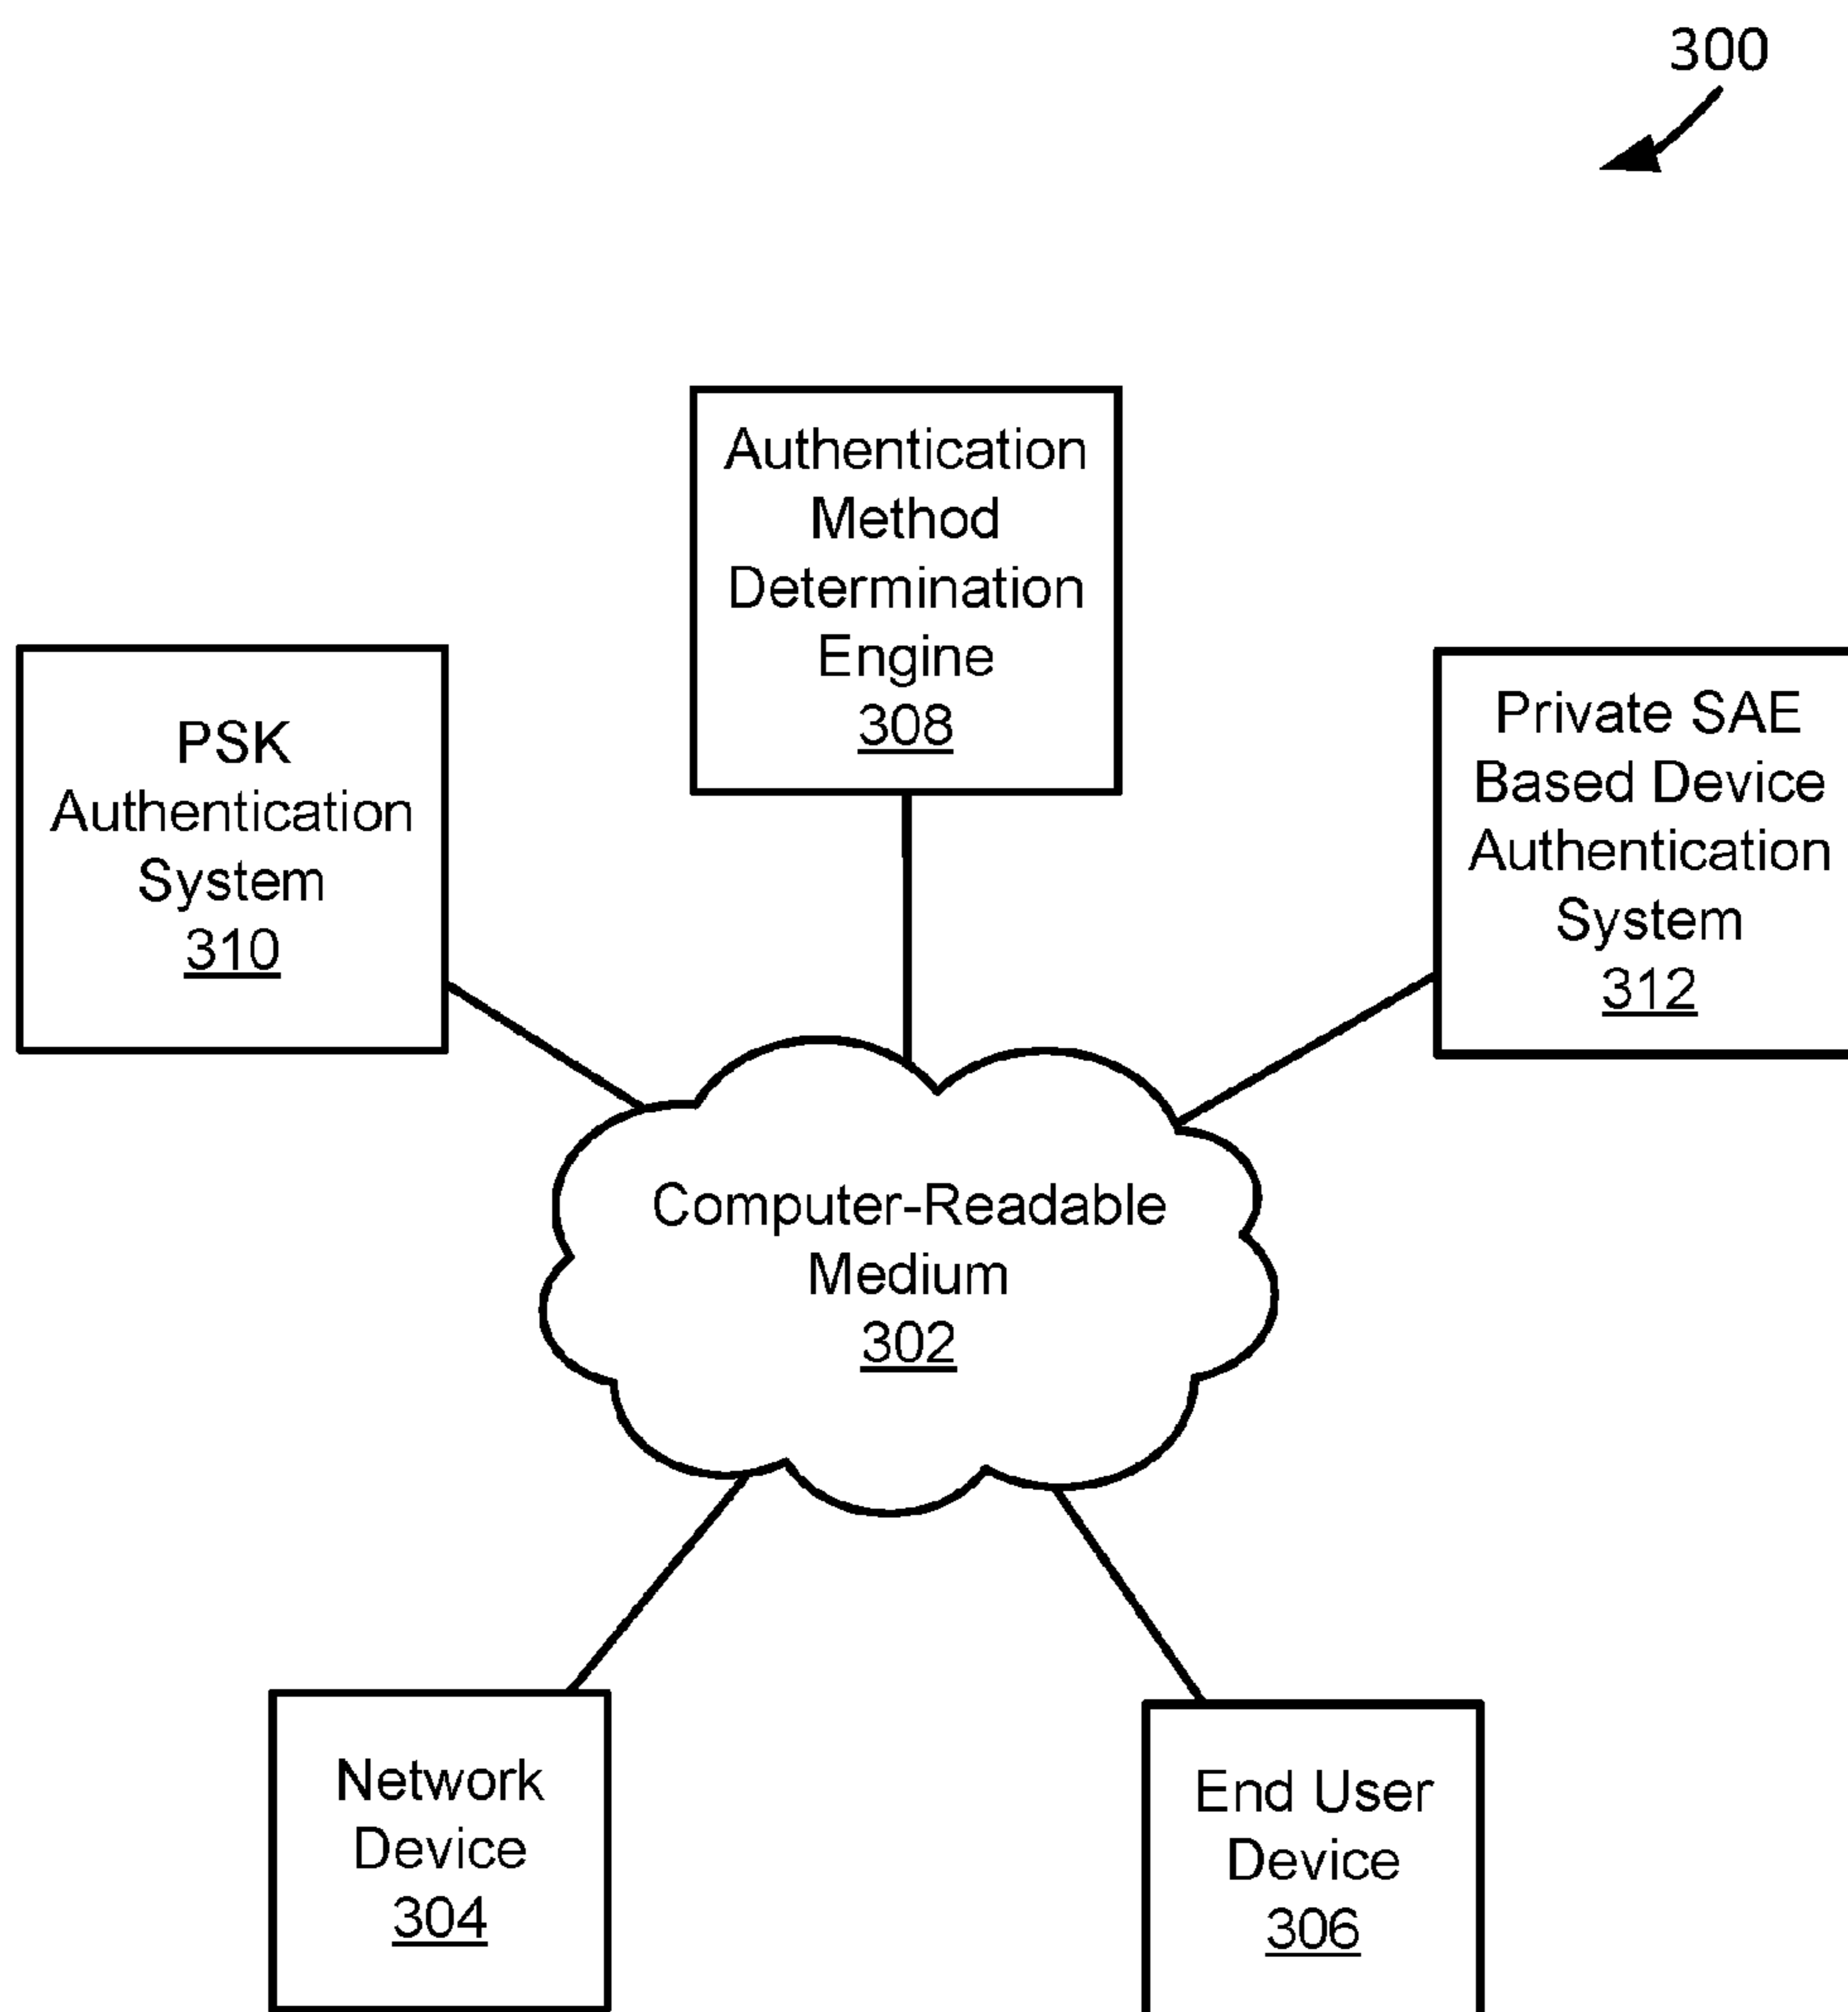 300
Authentication
Method
Determination
Engine
308
PSK
Authentication
System
310
Private SAE
Based Device
Authentication
System
312
Computer-Readable
Medium
302
Network
Device
304
End User
Device
306